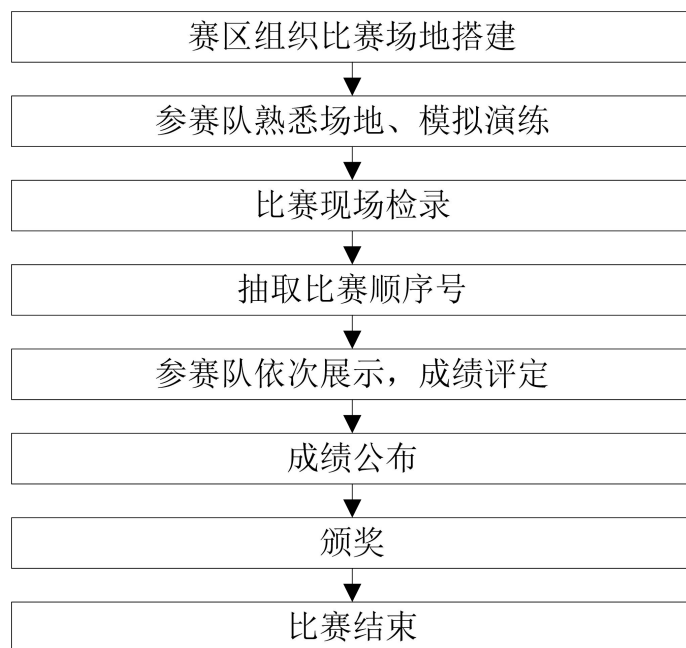 赛区组织比赛场地搭建
参赛队熟悉场地、模拟演练
比赛现场检录
抽取比赛顺序号
参赛队依次展示，成绩评定
成绩公布
颁奖
比赛结束